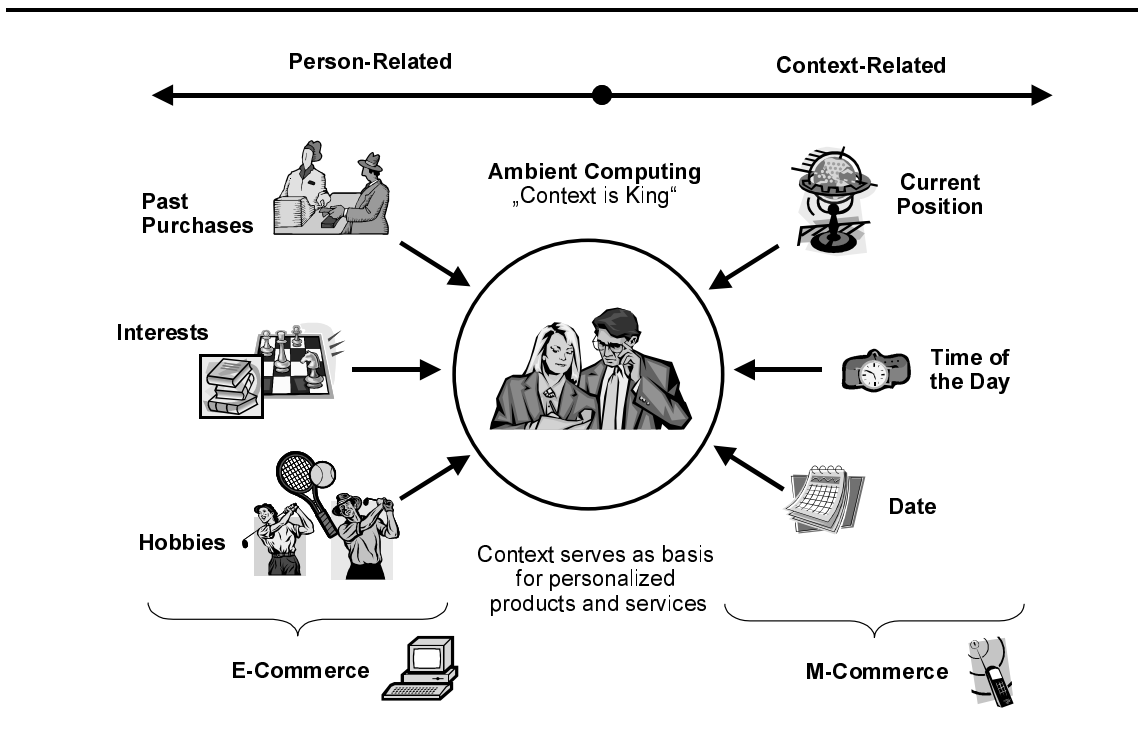 Person-Related
Context-Related
Ambient Computing
„Context is King“
Past
Purchases
Current
Position
Interests
Time of
the Day
Hobbies
Date
Context serves as basis
for personalized
products and services
E-Commerce
M-Commerce